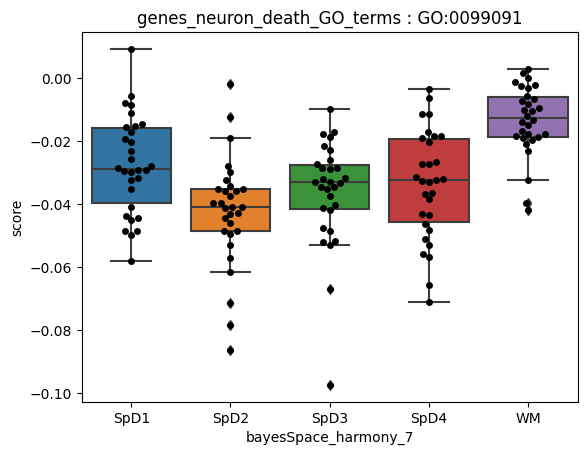 genes_neuron_death_GO_terms : GO:0099091
0.00
−0.02
−0.04
−0.06
−0.08
−0.10
score
SpD1 SpD2 SpD3 SpD4 WM
bayesSpace_harmony_7